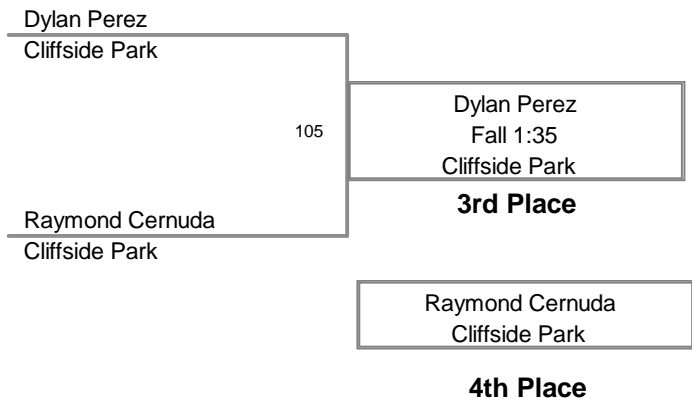 Dylan Perez
Cliffside Park
105
Dylan Perez
Fall 1:35
Cliffside Park
3rd Place
Raymond Cernuda
Cliffside Park
Raymond Cernuda
Cliffside Park
4th Place